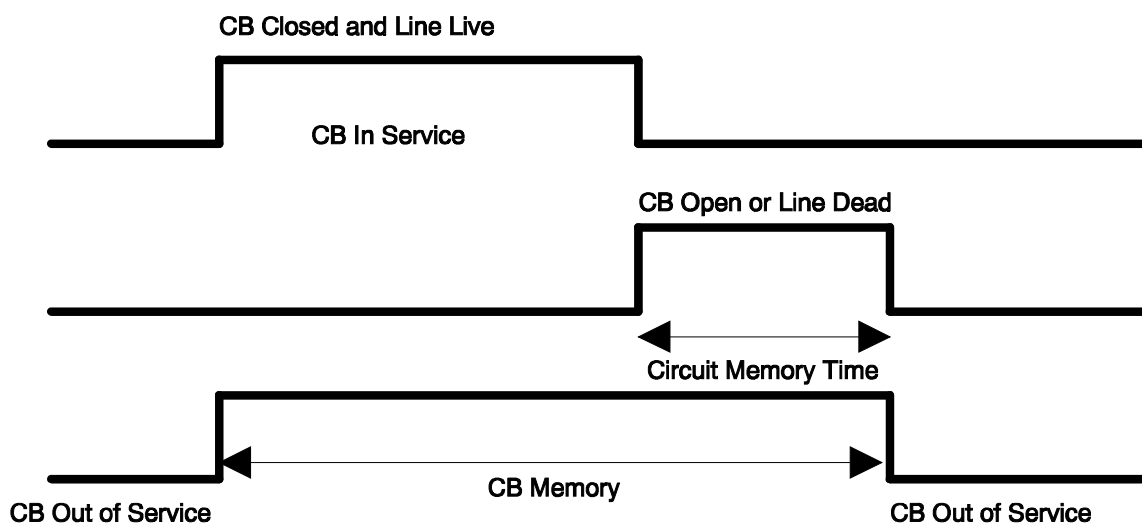 CB Closed and Line Live
CB In Service
CB Open or Line Dead
Circuit Memory Time
CB Memory
CB Out of Service
CB Out of Service